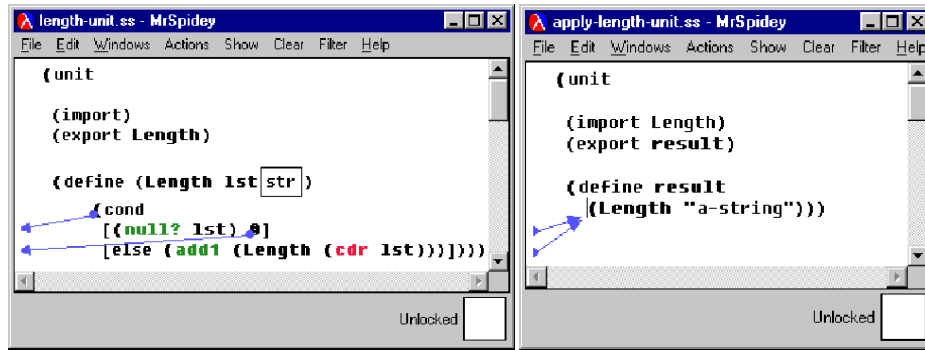 length-unit.ss - MrSpidey
File Edit Windows Actions Show Clear Filter Help
(unit
(import)
(export Length)
(define (Length lst str )
(cond
[(null? lst) 0]
[else (add1 (Length (cdr lst)))])))
Unlocked
apply-length-unit.ss - MrSpidey
File Edit Windows Actions Show Clear Filter Help
(unit
(import Length)
(export result)
(define result
(Length "a-string")))
Unlocked